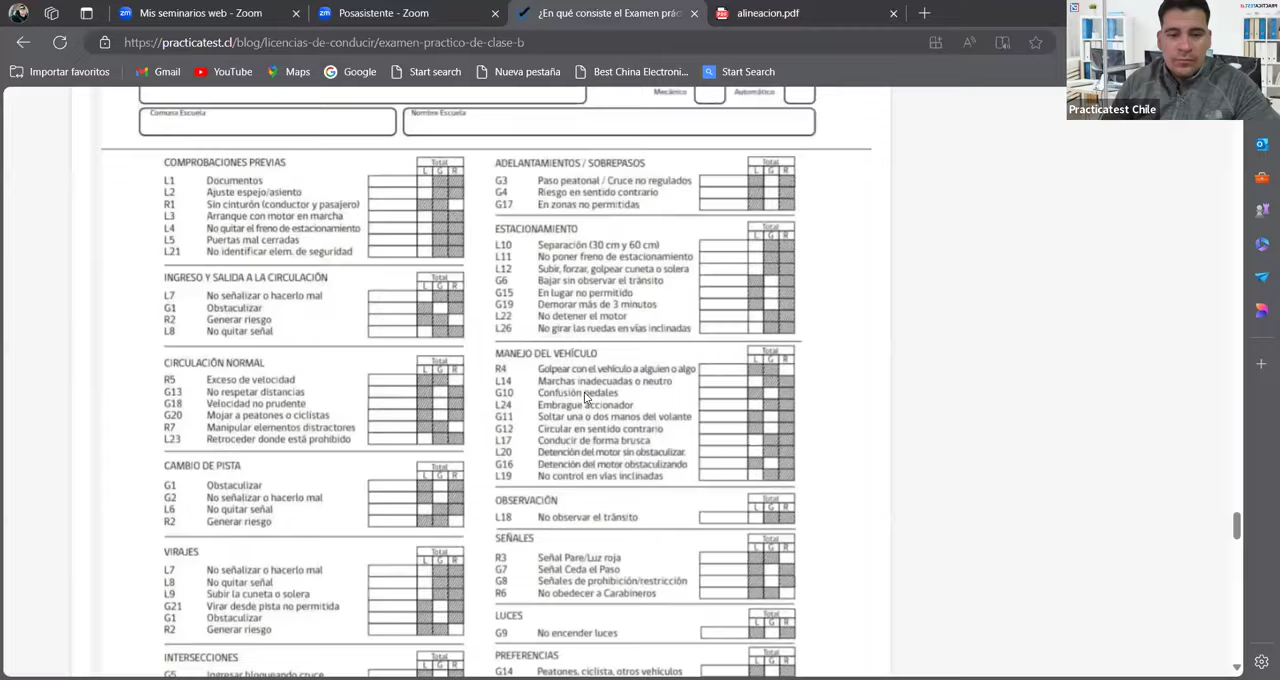 Mis seminarios web - Zoom
Posasistente - Zoom
¿En qué consiste el Examen prác
alineacion.pdf
https://practicatest.cl/blog/licencias-de-conducir/examen-practico-de-clase-b
Importar favoritos
Gmail
YouTube
Maps
Google
Start search
Nueva pestaña
Best China Electroni...
Start Search
Practicatest Chile
Mecánico
Automático
Comuna Escuela
Nombre Escuela
COMPROBACIONES PREVIAS
Total
L G R
L1 Documentos
L2 Ajuste espejo/asiento
R1 Sin cinturón (conductor y pasajero)
L3 Arranque con motor en marcha
L4 No quitar el freno de estacionamiento
L5 Puertas mal cerradas
L21 No identificar elem. de seguridad
INGRESO Y SALIDA A LA CIRCULACIÓN
Total
L G R
L7 No señalizar o hacerlo mal
G1 Obstaculizar
R2 Generar riesgo
L8 No quitar señal
CIRCULACIÓN NORMAL
Total
L G R
R5 Exceso de velocidad
G13 No respetar distancias
G18 Velocidad no prudente
G20 Mojar a peatones o ciclistas
R7 Manipular elementos distractores
L23 Retroceder donde está prohibido
CAMBIO DE PISTA
Total
L G R
G1 Obstaculizar
G2 No señalizar o hacerlo mal
L6 No quitar señal
R2 Generar riesgo
VIRAJES
Total
L G R
L7 No señalizar o hacerlo mal
L8 No quitar señal
L9 Subir la cuneta o solera
G21 Virar desde pista no permitida
G1 Obstaculizar
R2 Generar riesgo
INTERSECCIONES
Total
L G R
G5 Ingresar bloqueando cruce
ADELANTAMIENTOS / SOBREPASOS
Total
L G R
G3 Paso peatonal / Cruce no regulados
G4 Riesgo en sentido contrario
G17 En zonas no permitidas
ESTACIONAMIENTO
Total
L G R
L10 Separación (30 cm y 60 cm)
L11 No poner freno de estacionamiento
L12 Subir, forzar, golpear cuneta o solera
G6 Bajar sin observar el tránsito
G15 En lugar no permitido
G19 Demorar más de 3 minutos
L22 No detener el motor
L26 No girar las ruedas en vías inclinadas
MANEJO DEL VEHÍCULO
Total
L G R
R4 Golpear con el vehículo a alguien o algo
L14 Marchas inadecuadas o neutro
G10 Confusión pedales
L24 Embrague accionador
G11 Soltar una o dos manos del volante
G12 Circular en sentido contrario
L17 Conducir de forma brusca
L20 Detención del motor sin obstaculizar.
G16 Detención del motor obstaculizando
L19 No control en vías inclinadas
OBSERVACIÓN
Total
L G R
L18 No observar el tránsito
SEÑALES
Total
L G R
R3 Señal Pare/Luz roja
G7 Señal Ceda el Paso
G8 Señales de prohibición/restricción
R6 No obedecer a Carabineros
LUCES
Total
L G R
G9 No encender luces
PREFERENCIAS
Total
L G R
G14 Peatones, ciclista, otros vehículos